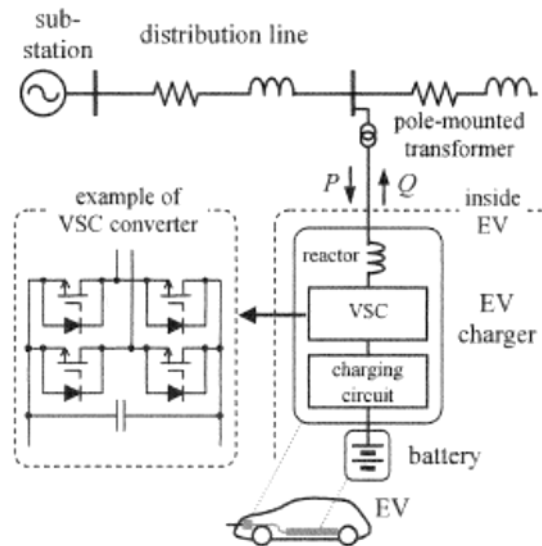 sub-
station
distribution line
pole-mounted
transformer
P
Q
example of
VSC converter
inside
EV
reactor
VSC
EV
charger
charging
circuit
battery
EV